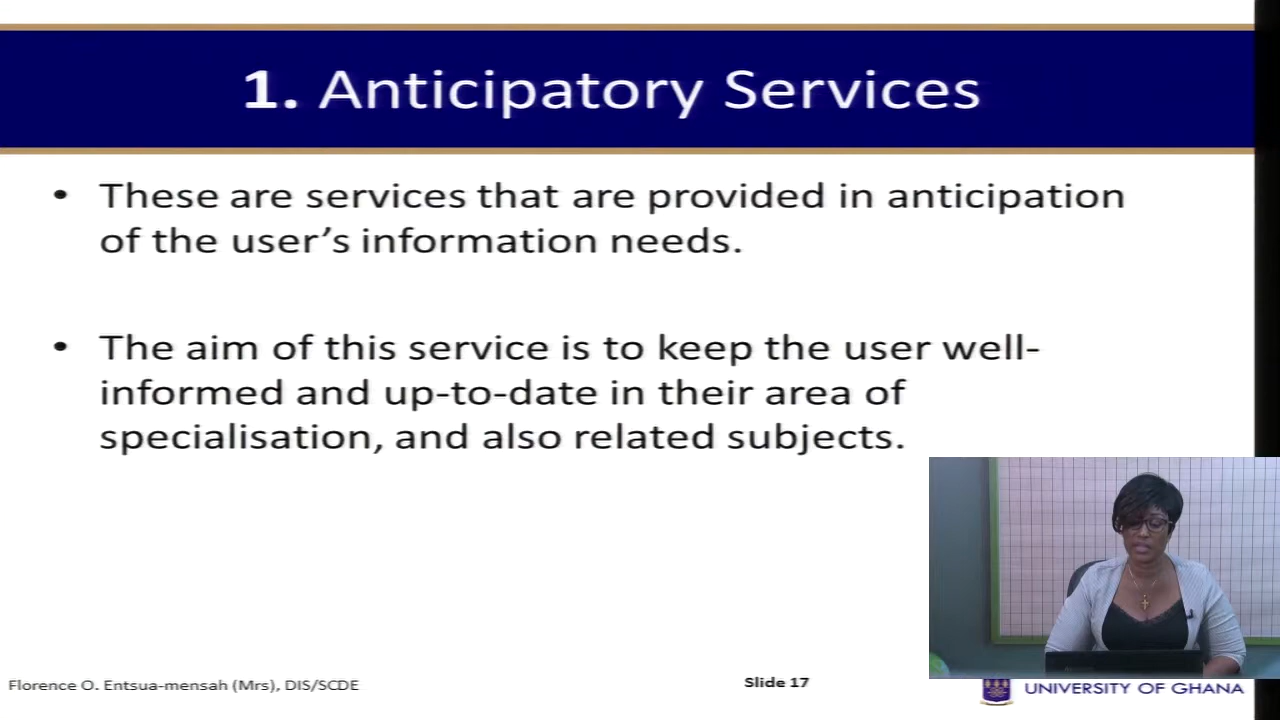 1. Anticipatory Services
• These are services that are provided in anticipation
of the user’s information needs.
• The aim of this service is to keep the user well-
informed and up-to-date in their area of
specialisation, and also related subjects.
Florence O. Entsua-mensah (Mrs), DIS/SCDE
Slide 17
UNIVERSITY OF GHANA